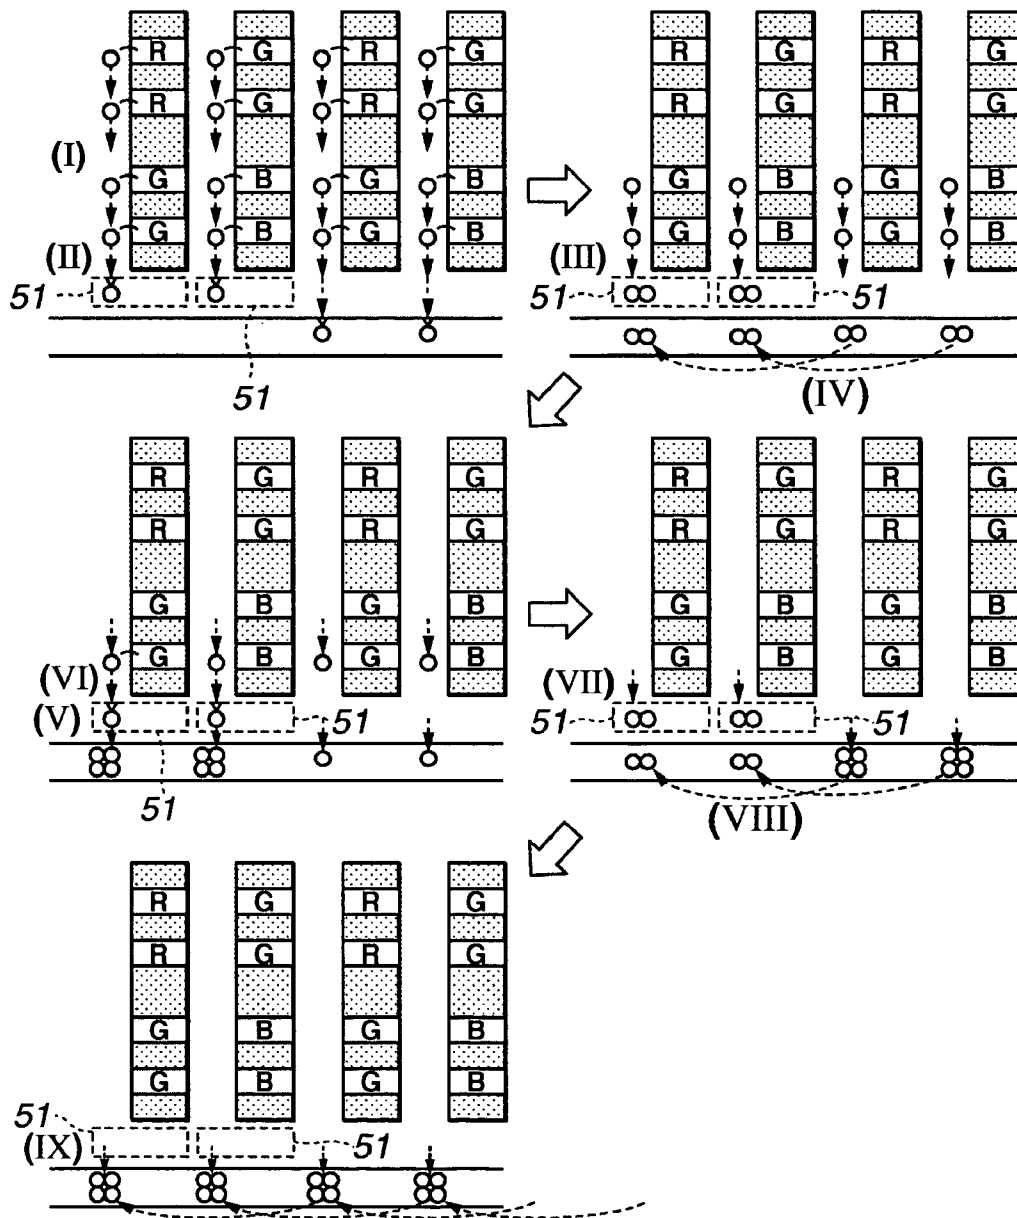 R G R G R G R G
R G R G R G R G
(I)
G B G B G B G B
G B G B G B G B
(II) (III)
51 51 51
51 (IV)
R G R G R G R G
R G R G R G R G
G B G B G B G B
G B G B G B G B
(VI) (VII)
(V) 51 51 51
51 (VIII)
R G R G
R G R G
G B G B
G B G B
51
(IX) 51